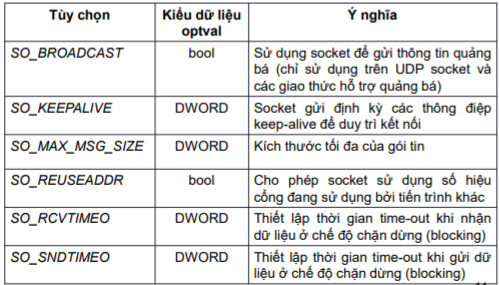 Tùy chọn
Kiểu dữ liệu
optval
Ý nghĩa
SO_BROADCAST
bool
Sử dụng socket để gửi thông tin quảng
bá (chỉ sử dụng trên UDP socket và
các giao thức hỗ trợ quảng bá)
SO_KEEPALIVE
DWORD
Socket gửi định kỳ các thông điệp
keep-alive để duy trì kết nối
SO_MAX_MSG_SIZE
DWORD
Kích thước tối đa của gói tin
SO_REUSEADDR
bool
Cho phép socket sử dụng số hiệu
cổng đang sử dụng bởi tiến trình khác
SO_RCVTIMEO
DWORD
Thiết lập thời gian time-out khi nhận
dữ liệu ở chế độ chặn dừng (blocking)
SO_SNDTIMEO
DWORD
Thiết lập thời gian time-out khi gửi dữ
liệu ở chế độ chặn dừng (blocking)